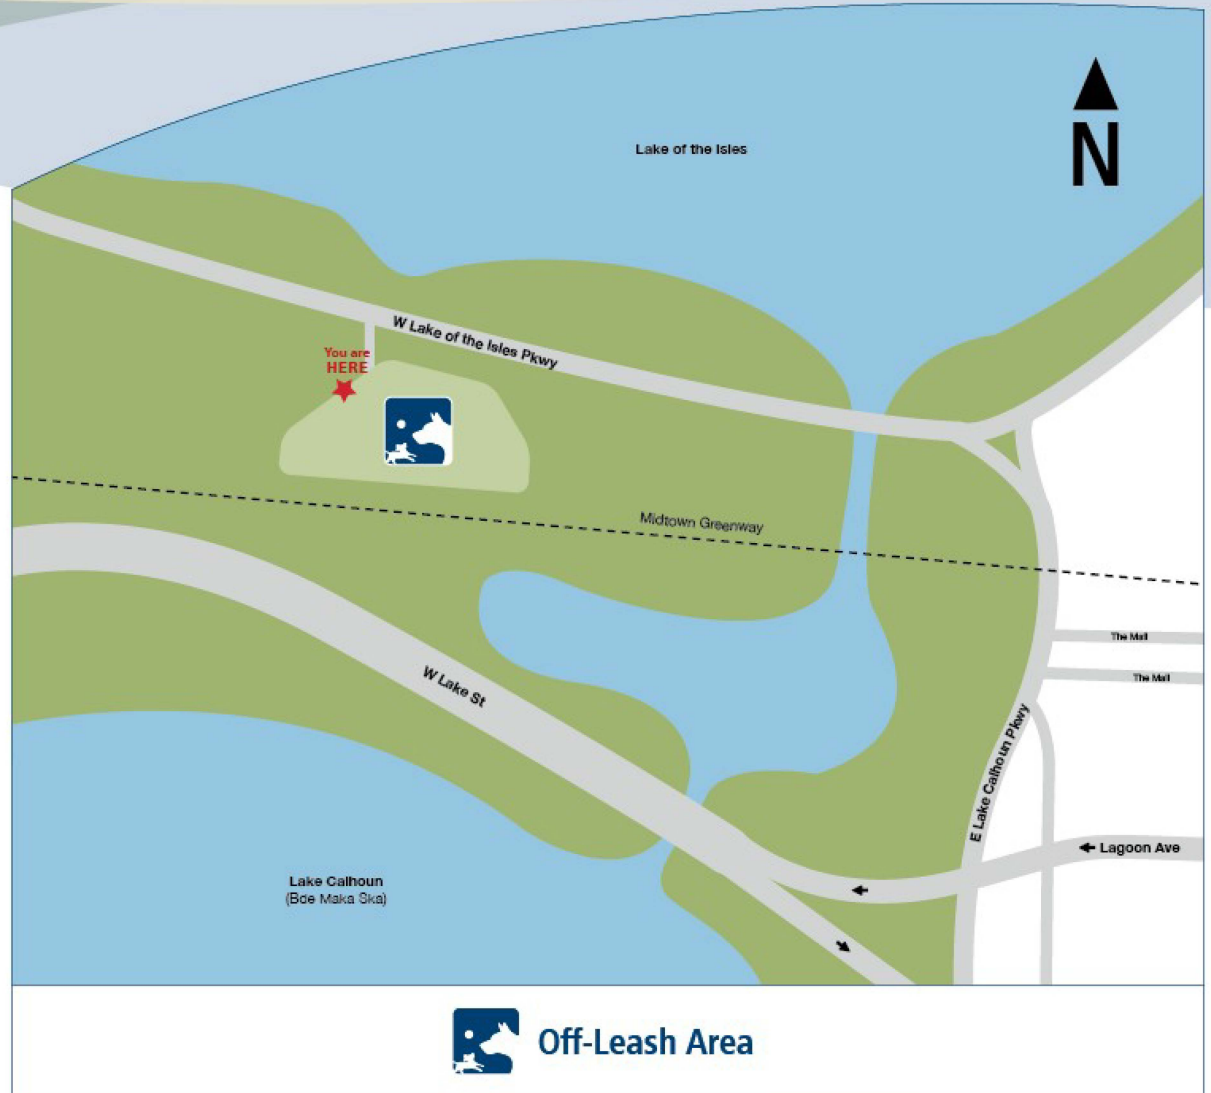 Lake of the Isles
N
W Lake of the Isles Pkwy
You are
HERE
Midtown Greenway
The Mall
The Mall
W Lake St
E Lake Calhoun Pkwy
Lagoon Ave
Lake Calhoun
(Bde Maka Ska)
Off-Leash Area